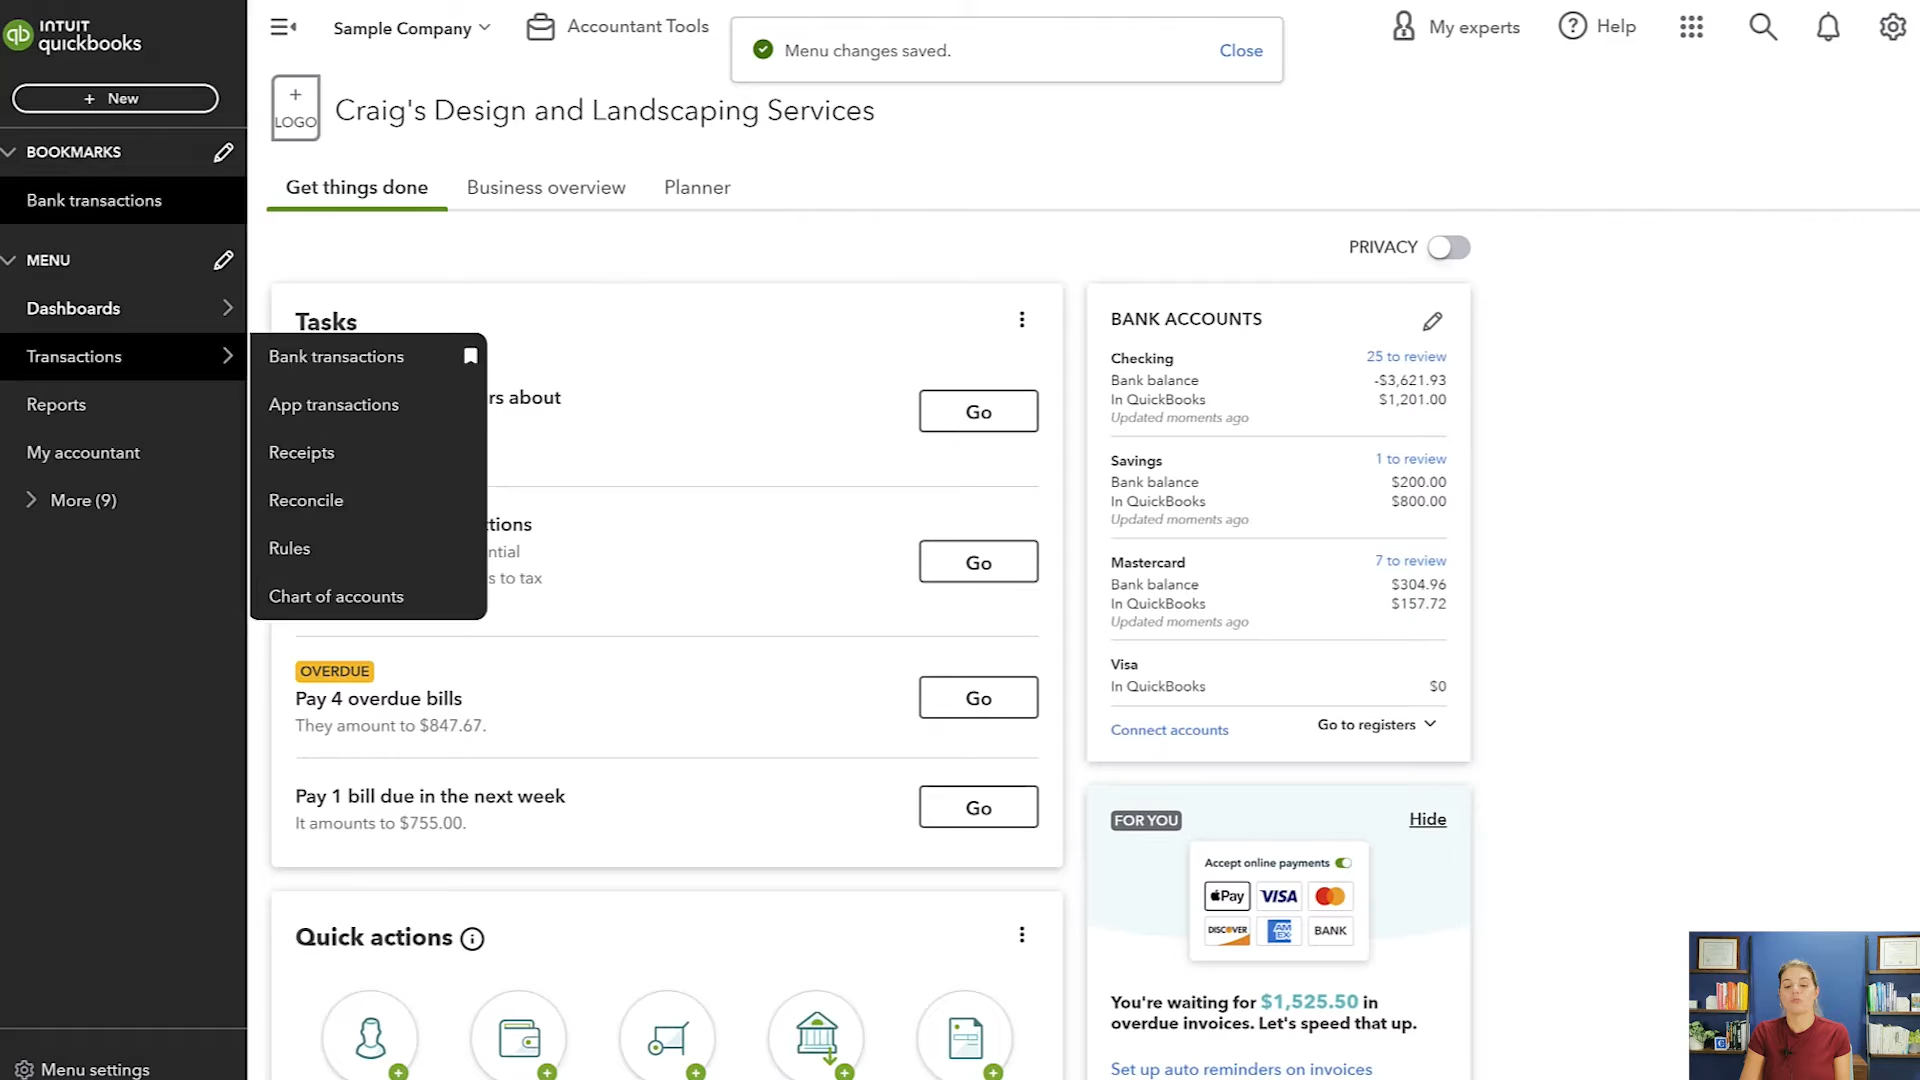 INTUIT
quickbooks
+ New
BOOKMARKS
Bank transactions
MENU
Dashboards
Transactions
Reports
My accountant
More (9)
Menu settings
Sample Company
Accountant Tools
Menu changes saved.
Close
My experts
Help
+
LOGO
Craig's Design and Landscaping Services
Get things done
Business overview
Planner
PRIVACY
Bank transactions
App transactions
Receipts
Reconcile
Rules
Chart of accounts
Tasks
about
Go
Go
s to tax
OVERDUE
Pay 4 overdue bills
They amount to $847.67.
Go
Pay 1 bill due in the next week
It amounts to $755.00.
Go
Quick actions
BANK ACCOUNTS
Checking
25 to review
Bank balance
-$3,621.93
In QuickBooks
$1,201.00
Updated moments ago
Savings
1 to review
Bank balance
$200.00
In QuickBooks
$800.00
Updated moments ago
Mastercard
7 to review
Bank balance
$304.96
In QuickBooks
$157.72
Updated moments ago
Visa
In QuickBooks
$0
Connect accounts
Go to registers
FOR YOU
Hide
Accept online payments
Pay
VISA
DISCOVER
AM
EX
BANK
You're waiting for $1,525.50 in
overdue invoices. Let's speed that up.
Set up auto reminders on invoices